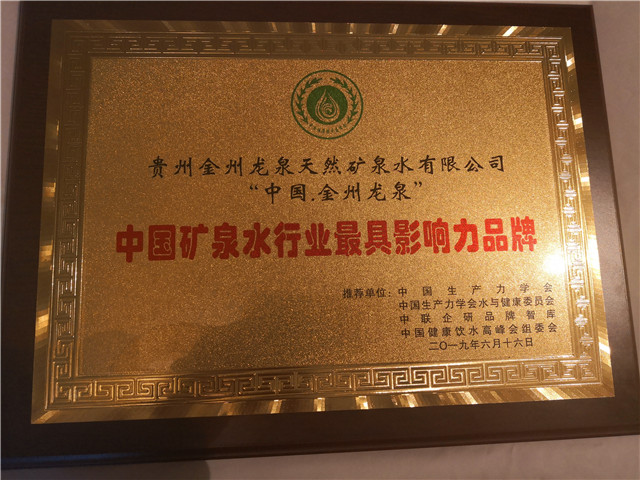 贵州金州龙泉天然矿泉水有限公司
“中国.金州龙泉”
中国矿泉水行业最具影响力品牌
推荐单位：中国生产力学会
中国生产力学会水与健康委员会
中联企研品牌智库
中国健康饮水高峰会组委会
二〇一九年六月十六日